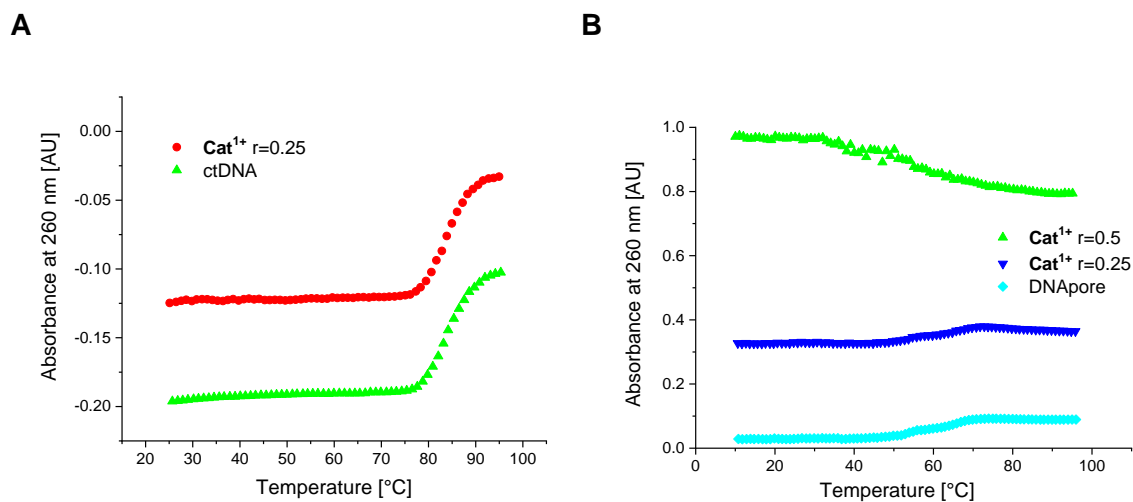 A
Absorbance at 260 nm [AU]
0.00
-0.05
-0.10
-0.15
-0.20
Cat¹⁺ r=0.25
ctDNA
20 30 40 50 60 70 80 90 100
Temperature [°C]
B
Absorbance at 260 nm [AU]
1.0
0.8
0.6
0.4
0.2
0.0
Cat¹⁺ r=0.5
Cat¹⁺ r=0.25
DNApore
0 20 40 60 80 100
Temperature [°C]